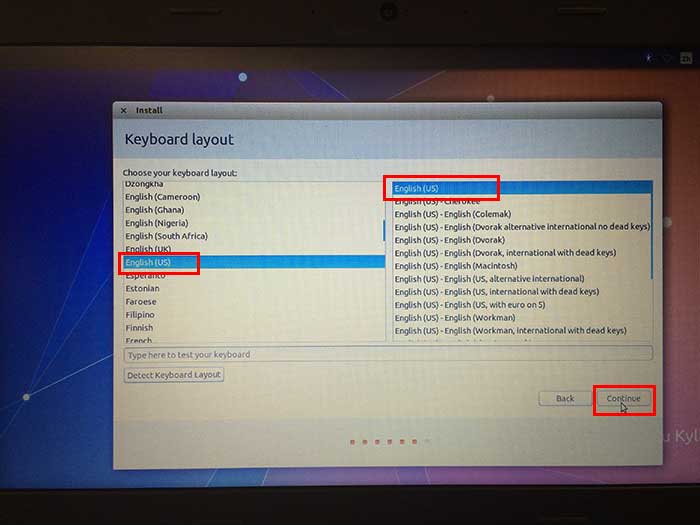 Zh
Install
Keyboard layout
Choose your keyboard layout:
Dzongkha
English (Cameroon)
English (Ghana)
English (Nigeria)
English (South Africa)
English (UK)
English (US)
Esperanto
Estonian
Faroese
Filipino
Finnish
French
English (US)
English (US) - Cherokee
English (US) - English (Colemak)
English (US) - English (Dvorak alternative international no dead keys)
English (US) - English (Dvorak)
English (US) - English (Dvorak, international with dead keys)
English (US) - English (Macintosh)
English (US) - English (US, alternative international)
English (US) - English (US, international with dead keys)
English (US) - English (US, with euro on 5)
English (US) - English (Workman)
English (US) - English (Workman, international with dead keys)
Type here to test your keyboard
Detect Keyboard Layout
Back
Continue
u Kyl